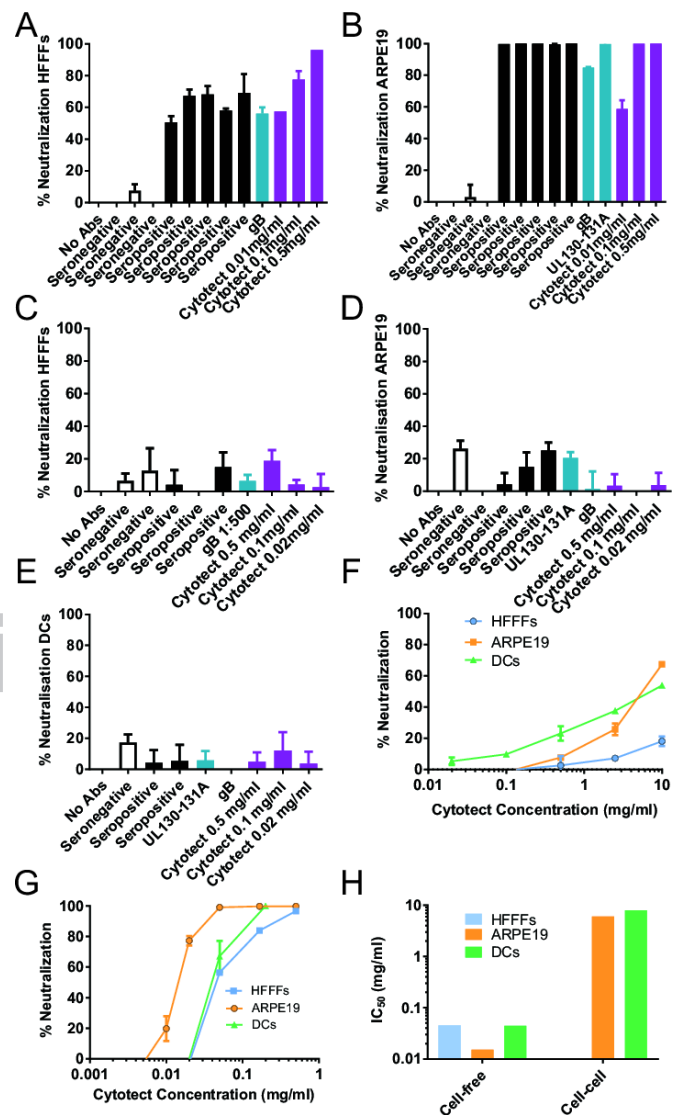 A
% Neutralization HFFFs
100
80
60
40
20
0
No Abs
Seronegative
Seronegative
Seronegative
Seropositive
Seropositive
Seropositive
Seropositive
Seropositive
gB
Cytotect 0.01mg/ml
Cytotect 0.1mg/ml
Cytotect 0.5mg/ml
B
% Neutralization ARPE19
100
80
60
40
20
0
No Abs
Seronegative
Seronegative
Seronegative
Seropositive
Seropositive
Seropositive
Seropositive
Seropositive
gB
UL130-131A
Cytotect 0.01mg/ml
Cytotect 0.1mg/ml
Cytotect 0.5mg/ml
C
% Neutralization HFFFs
100
80
60
40
20
0
No Abs
Seronegative
Seronegative
Seropositive
Seropositive
Seropositive
gB 1:500
Cytotect 0.5 mg/ml
Cytotect 0.1mg/ml
Cytotect 0.02mg/ml
D
% Neutralisation ARPE19
100
80
60
40
20
0
No Abs
Seronegative
Seronegative
Seropositive
Seropositive
Seropositive
UL130-131A
gB
Cytotect 0.5 mg/ml
Cytotect 0.1 mg/ml
Cytotect 0.02 mg/ml
E
% Neutralisation DCs
100
80
60
40
20
0
No Abs
Seronegative
Seropositive
Seropositive
UL130-131A
gB
Cytotect 0.5 mg/ml
Cytotect 0.1 mg/ml
Cytotect 0.02 mg/ml
F
% Neutralization
100
80
60
40
20
0
HFFFs
ARPE19
DCs
0.01
0.1
1
10
Cytotect Concentration (mg/ml)
G
% Neutralization
100
80
60
40
20
0
HFFFs
ARPE19
DCs
0.001
0.01
0.1
1
Cytotect Concentration (mg/ml)
H
IC50 (mg/ml)
10
1
0.1
0.01
HFFFs
ARPE19
DCs
Cell-free
Cell-cell